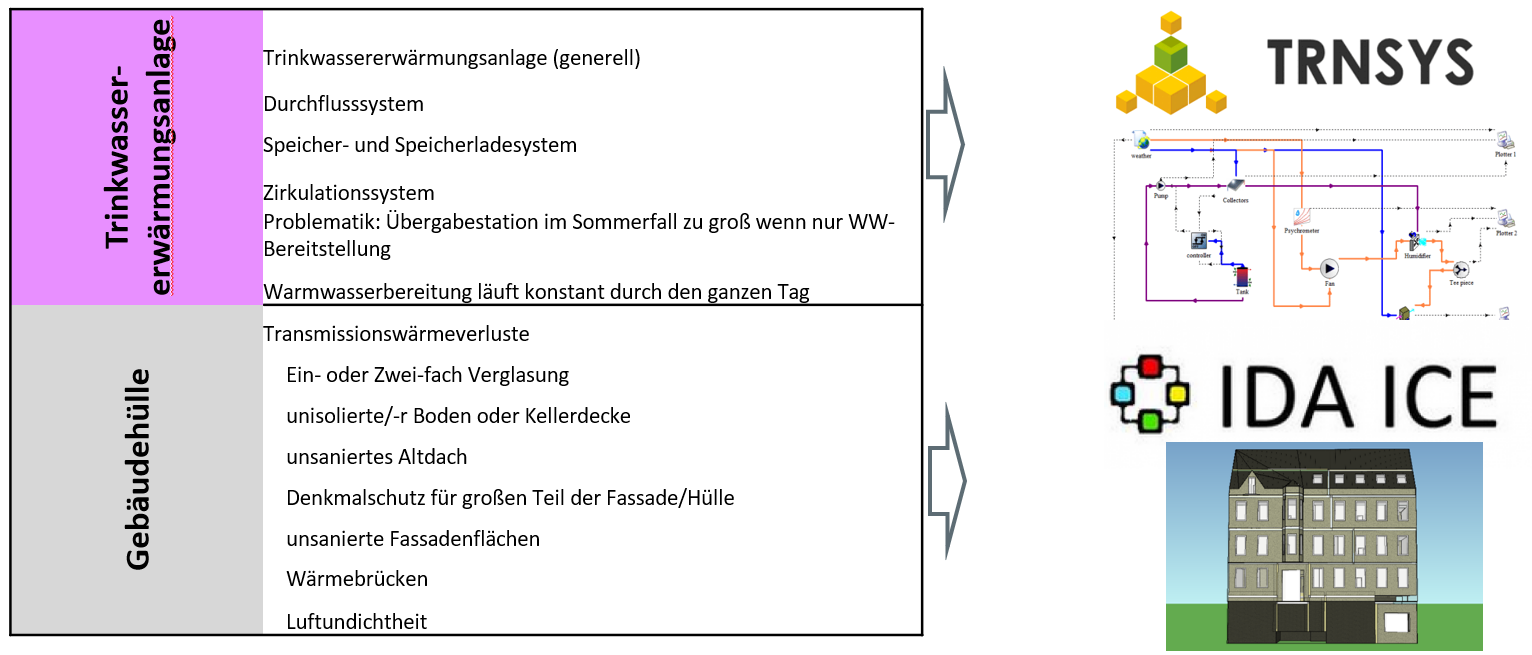 Trinkwasser-
erwärmungsanlage
Trinkwassererwärmungsanlage (generell)
Durchflusssystem
Speicher- und Speicherladesystem
Zirkulationssystem
Problematik: Übergabestation im Sommerfall zu groß wenn nur WW-
Bereitstellung
Warmwasserbereitung läuft konstant durch den ganzen Tag
Gebäudehülle
Transmissionswärmeverluste
Ein- oder Zwei-fach Verglasung
unisolierte/-r Boden oder Kellerdecke
unsaniertes Altdach
Denkmalschutz für großen Teil der Fassade/Hülle
unsanierte Fassadenflächen
Wärmebrücken
Luftundichtheit
TRNSYS
weather
Plotter 1
Pump
Collectors
Psychrometer
Plotter 2
controller
Humidifier
Tank
Fan
Tee piece
IDA ICE